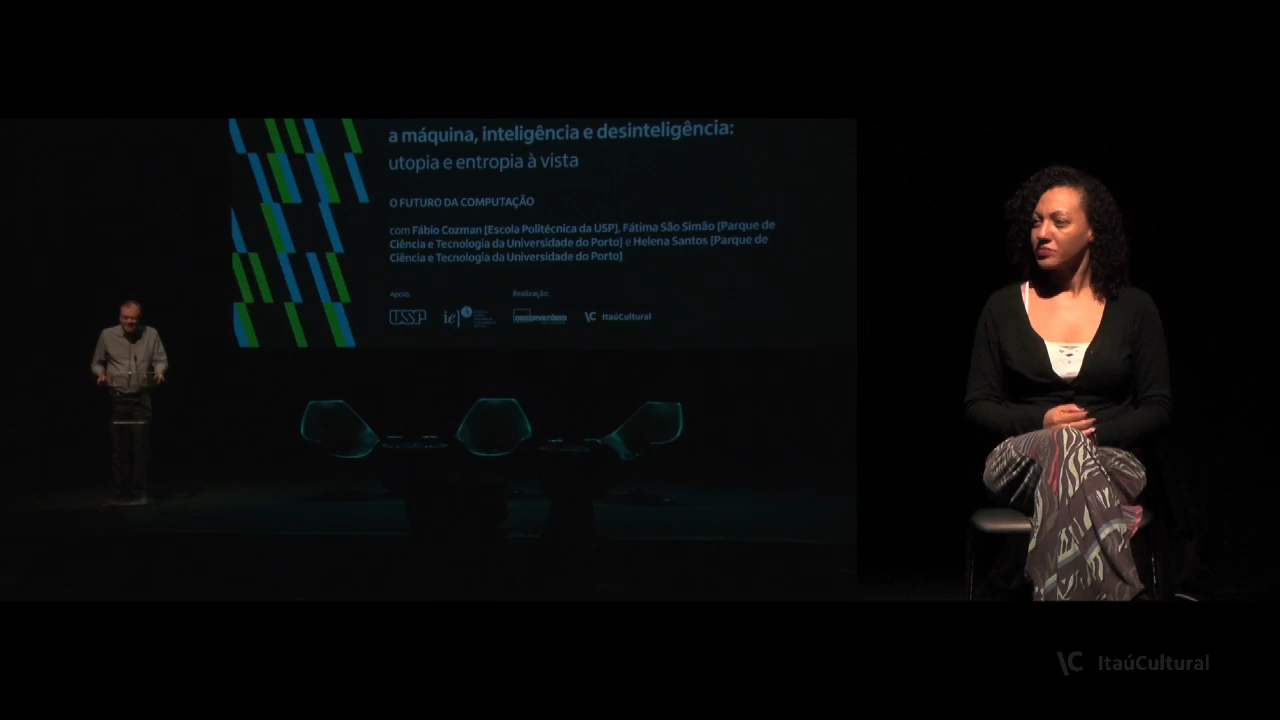 a máquina, inteligência e desinteligência:
utopia e entropia à vista
O FUTURO DA COMPUTAÇÃO
com Fábio Cozman [Escola Politécnica da USP], Fátima São Simão [Parque de
Ciência e Tecnologia da Universidade do Porto] e Helena Santos [Parque de
Ciência e Tecnologia da Universidade do Porto]
Apoio: Realização:
USP iea OBSERVATÓRIO ItaúCultural
ItaúCultural